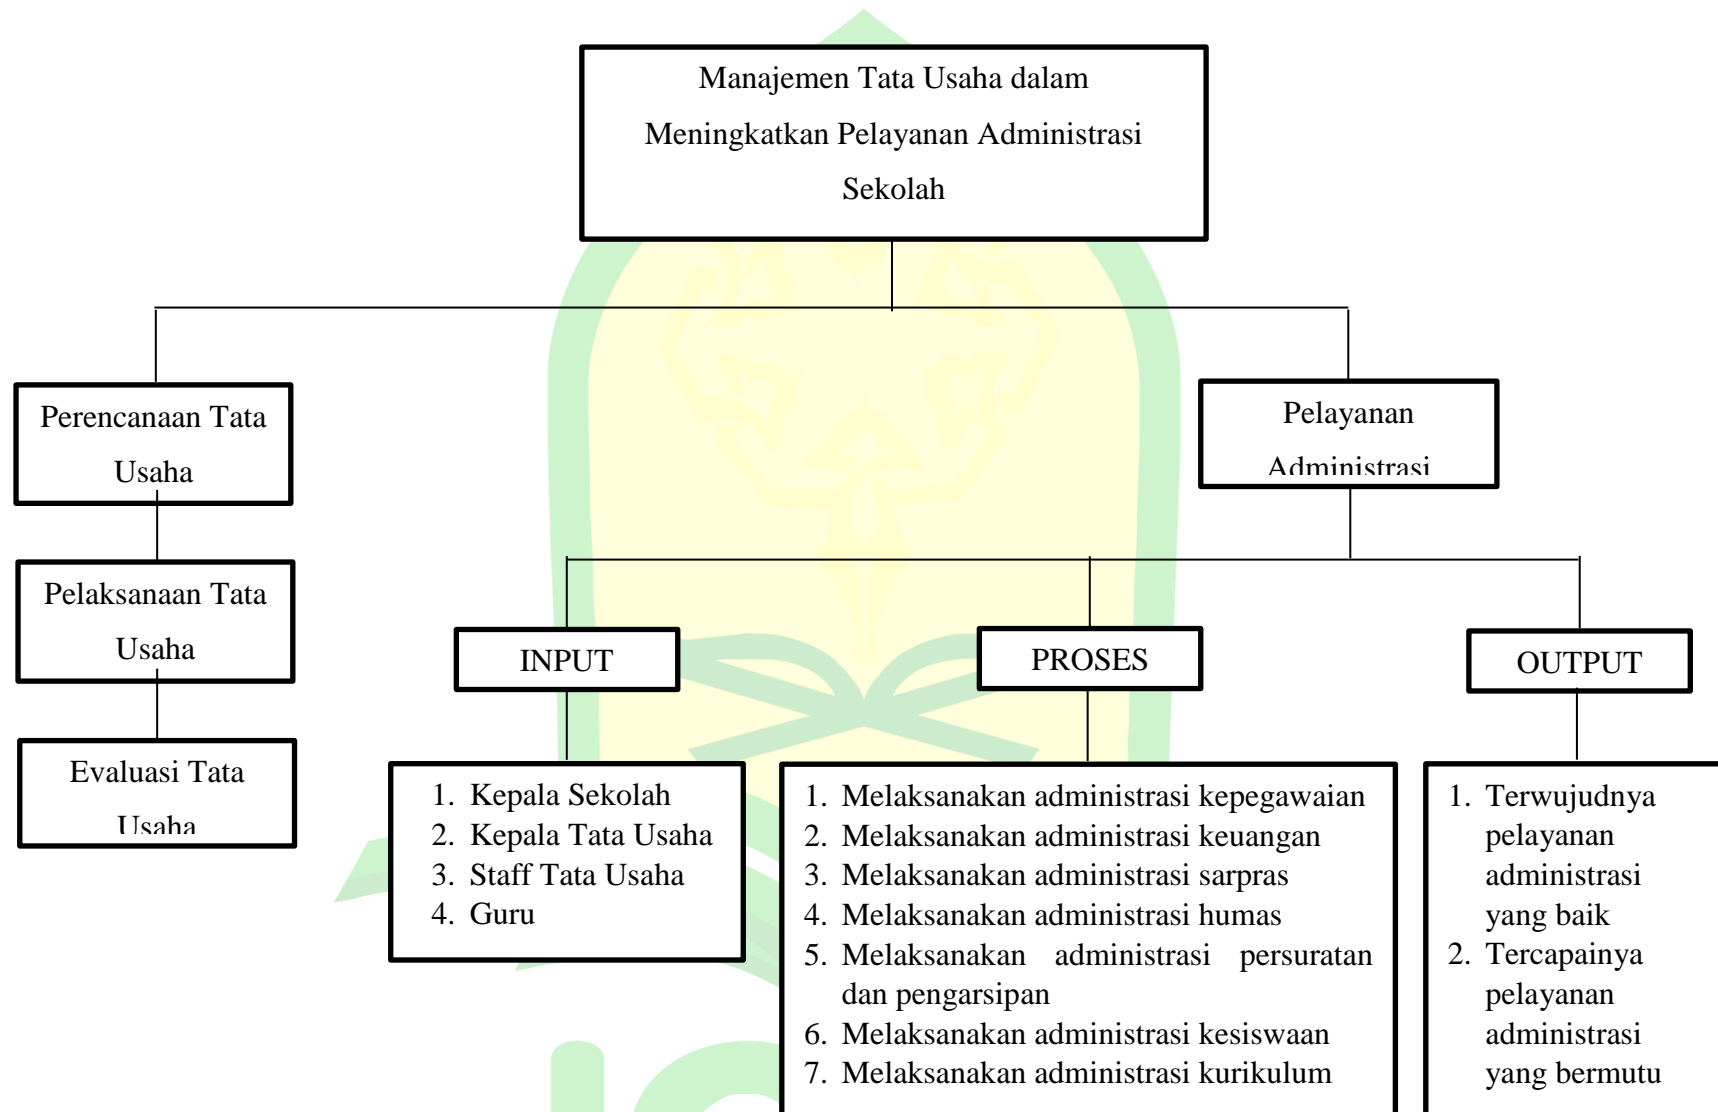 Manajemen Tata Usaha dalam
Meningkatkan Pelayanan Administrasi
Sekolah
Perencanaan Tata
Usaha
Pelayanan
Administrasi
Pelaksanaan Tata
Usaha
INPUT
PROSES
OUTPUT
Evaluasi Tata
Usaha
1. Kepala Sekolah
2. Kepala Tata Usaha
3. Staff Tata Usaha
4. Guru
1. Melaksanakan administrasi kepegawaian
2. Melaksanakan administrasi keuangan
3. Melaksanakan administrasi sarpras
4. Melaksanakan administrasi humas
5. Melaksanakan administrasi persuratan
dan pengarsipan
6. Melaksanakan administrasi kesiswaan
7. Melaksanakan administrasi kurikulum
1. Terwujudnya
pelayanan
administrasi
yang baik
2. Tercapainya
pelayanan
administrasi
yang bermutu